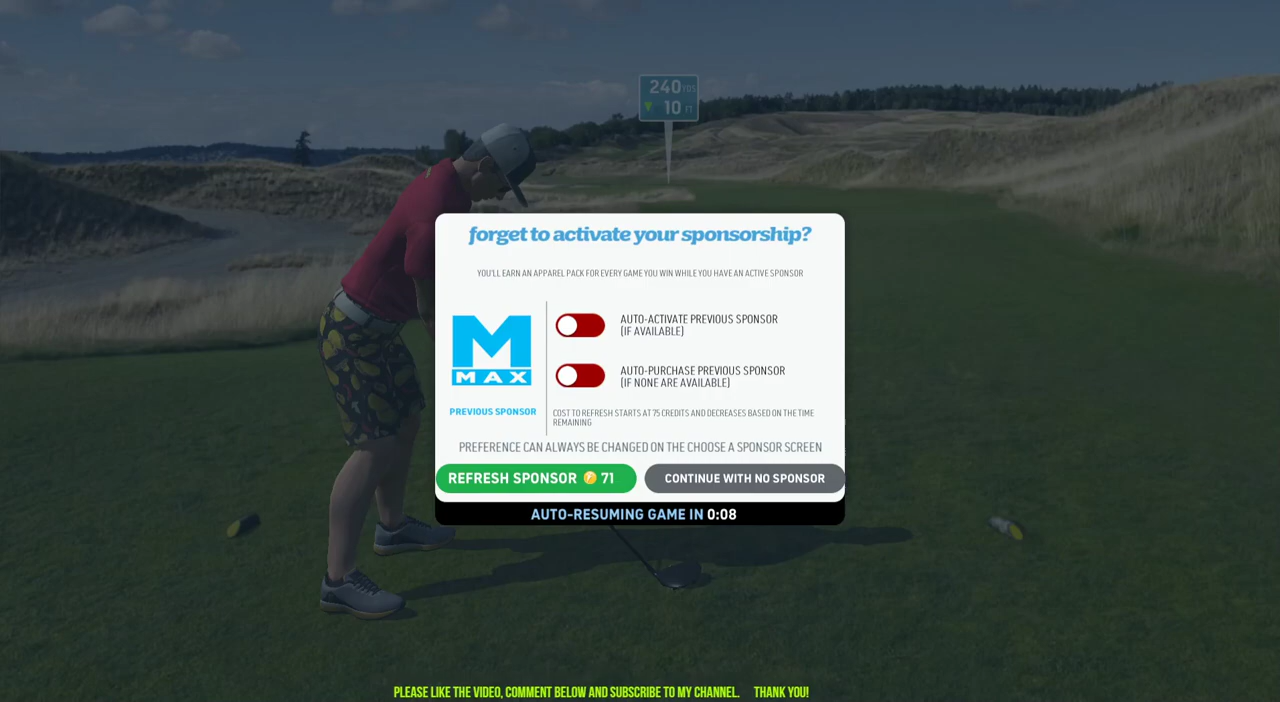 240 YDS
10 FT
forget to activate your sponsorship?
YOU'LL EARN AN APPAREL PACK FOR EVERY GAME YOU WIN WHILE YOU HAVE AN ACTIVE SPONSOR
AUTO-ACTIVATE PREVIOUS SPONSOR
(IF AVAILABLE)
M
MAX
AUTO-PURCHASE PREVIOUS SPONSOR
(IF NONE ARE AVAILABLE)
PREVIOUS SPONSOR
COST TO REFRESH STARTS AT 75 CREDITS AND DECREASES BASED ON THE TIME
REMAINING
PREFERENCE CAN ALWAYS BE CHANGED ON THE CHOOSE A SPONSOR SCREEN
REFRESH SPONSOR 71
CONTINUE WITH NO SPONSOR
AUTO-RESUMING GAME IN 0:08
PLEASE LIKE THE VIDEO, COMMENT BELOW AND SUBSCRIBE TO MY CHANNEL. THANK YOU!